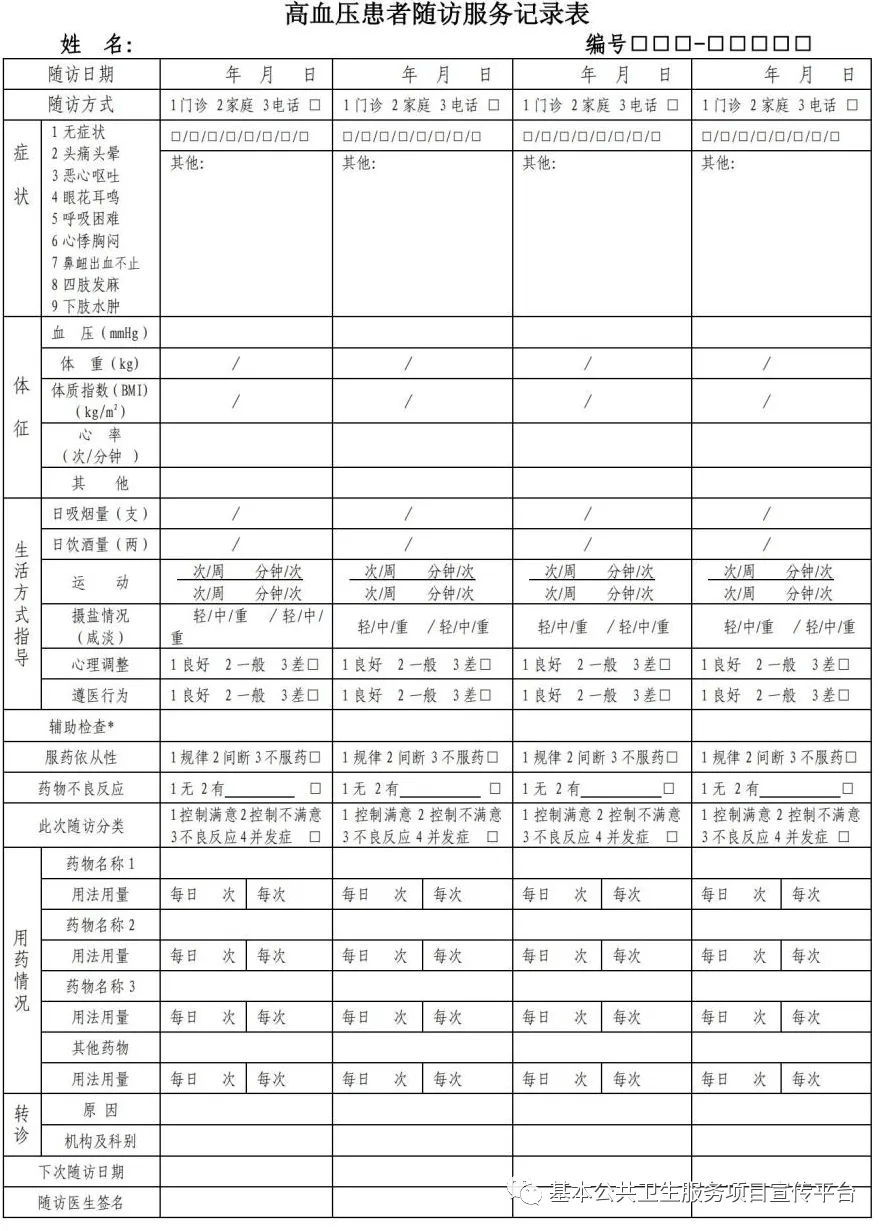 高血压患者随访服务记录表
姓 名: 编号□□□-□□□□□
随访日期 年 月 日 年 月 日 年 月 日 年 月 日
随访方式 1门诊 2家庭 3电话 □ 1门诊 2家庭 3电话 □ 1门诊 2家庭 3电话 □ 1门诊 2家庭 3电话 □
症状
1 无症状 □/□/□/□/□/□/□/□ □/□/□/□/□/□/□/□ □/□/□/□/□/□/□/□ □/□/□/□/□/□/□/□
2 头痛头晕 其他: 其他: 其他: 其他:
3 恶心呕吐
4 眼花耳鸣
5 呼吸困难
6 心悸胸闷
7 鼻衄出血不止
8 四肢发麻
9 下肢水肿
体征
血 压(mmHg)
体 重(kg) / / / /
体质指数(BMI)
(kg/m²) / / / /
心 率
(次/分钟 )
其 他
生活方式指导
日吸烟量(支) / / / /
日饮酒量(两) / / / /
运 动
次/周 分钟/次 次/周 分钟/次 次/周 分钟/次 次/周 分钟/次
次/周 分钟/次 次/周 分钟/次 次/周 分钟/次 次/周 分钟/次
摄盐情况
(咸淡)
轻/中/重 / 轻/中/重 轻/中/重 / 轻/中/重 轻/中/重 / 轻/中/重 轻/中/重 / 轻/中/重
心理调整 1良好 2一般 3差□ 1良好 2一般 3差□ 1良好 2一般 3差□ 1良好 2一般 3差□
遵医行为 1良好 2一般 3差□ 1良好 2一般 3差□ 1良好 2一般 3差□ 1良好 2一般 3差□
辅助检查*
服药依从性 1规律2间断3不服药□ 1规律2间断3不服药□ 1规律2间断3不服药□ 1规律2间断3不服药□
药物不良反应 1无 2有________ □ 1无 2有________ □ 1无 2有________□ 1无 2有________□
此次随访分类
1控制满意2控制不满意 1控制满意2控制不满意 1控制满意2控制不满意 1控制满意2控制不满意
3不良反应4并发症 □ 3不良反应4并发症 □ 3不良反应4并发症 □ 3不良反应4并发症 □
用药情况
药物名称1
用法用量 每日 次 每次 每日 次 每次 每日 次 每次 每日 次 每次
药物名称2
用法用量 每日 次 每次 每日 次 每次 每日 次 每次 每日 次 每次
药物名称3
用法用量 每日 次 每次 每日 次 每次 每日 次 每次 每日 次 每次
其他药物
用法用量 每日 次 每次 每日 次 每次 每日 次 每次 每日 次 每次
转诊
原 因
机构及科别
下次随访日期
随访医生签名
基本公共卫生服务项目宣传平台